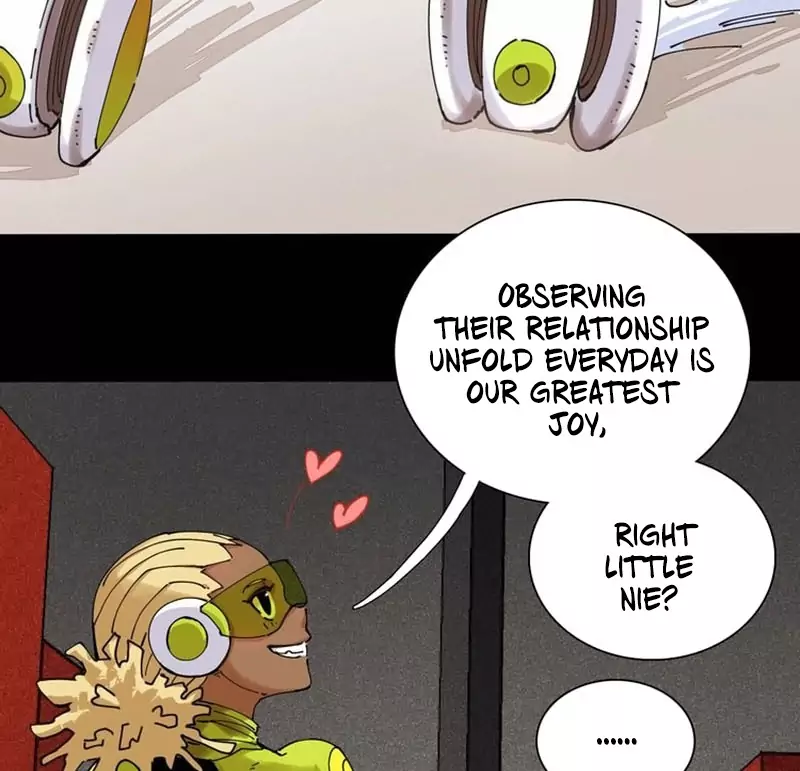 OBSERVING
THEIR RELATIONSHIP
UNFOLD EVERYDAY IS
OUR GREATEST
JOY,
RIGHT
LITTLE
NIE?
......